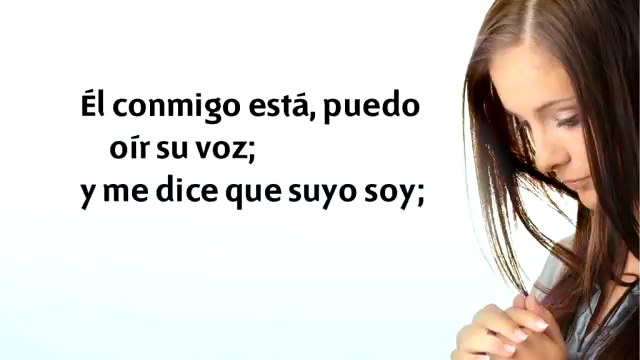 Él conmigo está, puedo
oír su voz;
y me dice que suyo soy;